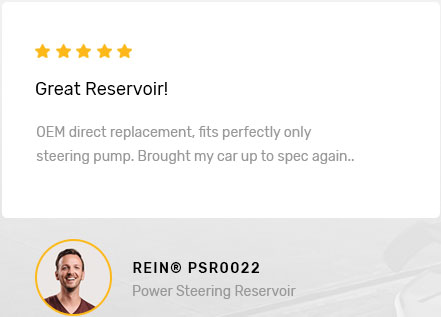 Great Reservoir!
OEM direct replacement, fits perfectly only
steering pump. Brought my car up to spec again..
REIN® PSR0022
Power Steering Reservoir